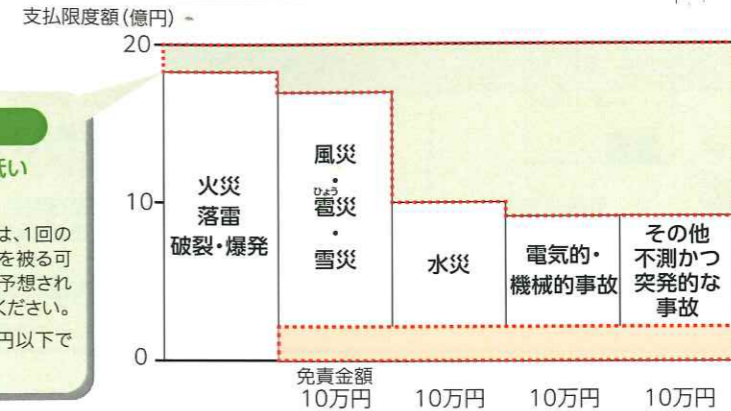 支払限度額(億円)
20
10
0
低い
は、1回の
を被る可
予想され
ください。
円以下で
火災
落雷
破裂・爆発
風災
・
ひょう
雹災
・
雪災
水災
電気的・
機械的事故
その他
不測かつ
突発的な
事故
免責金額
10万円
10万円
10万円
10万円